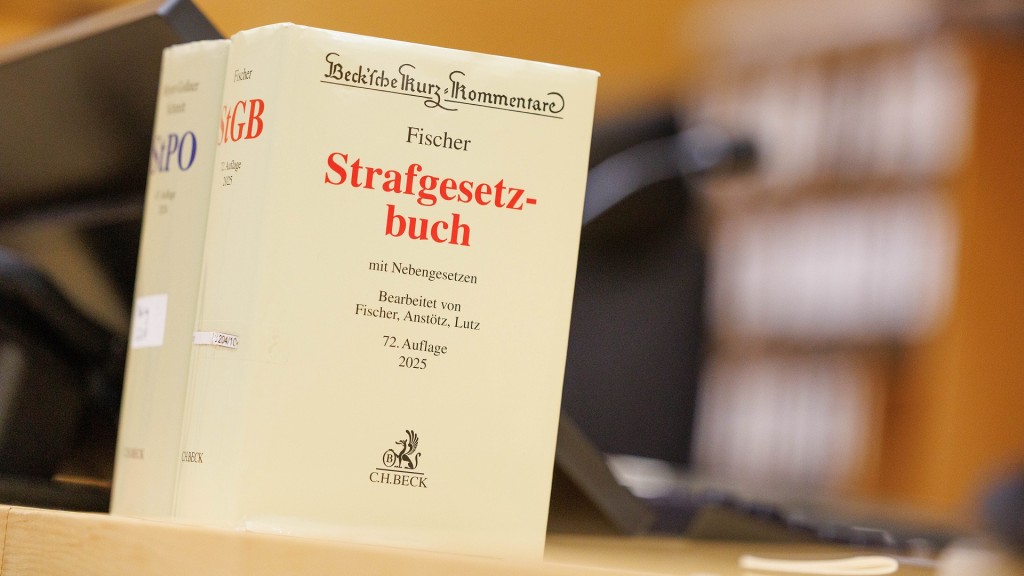 Beck'sche Kurz-Kommentare
Fischer
Strafgesetz-
buch
mit Nebengesetzen
Bearbeitet von
Fischer, Anstötz, Lutz
72. Auflage
2025
B
C.H.BECK
Fischer
StGB
72. Auflage
2025
C.H.BECK
StPO